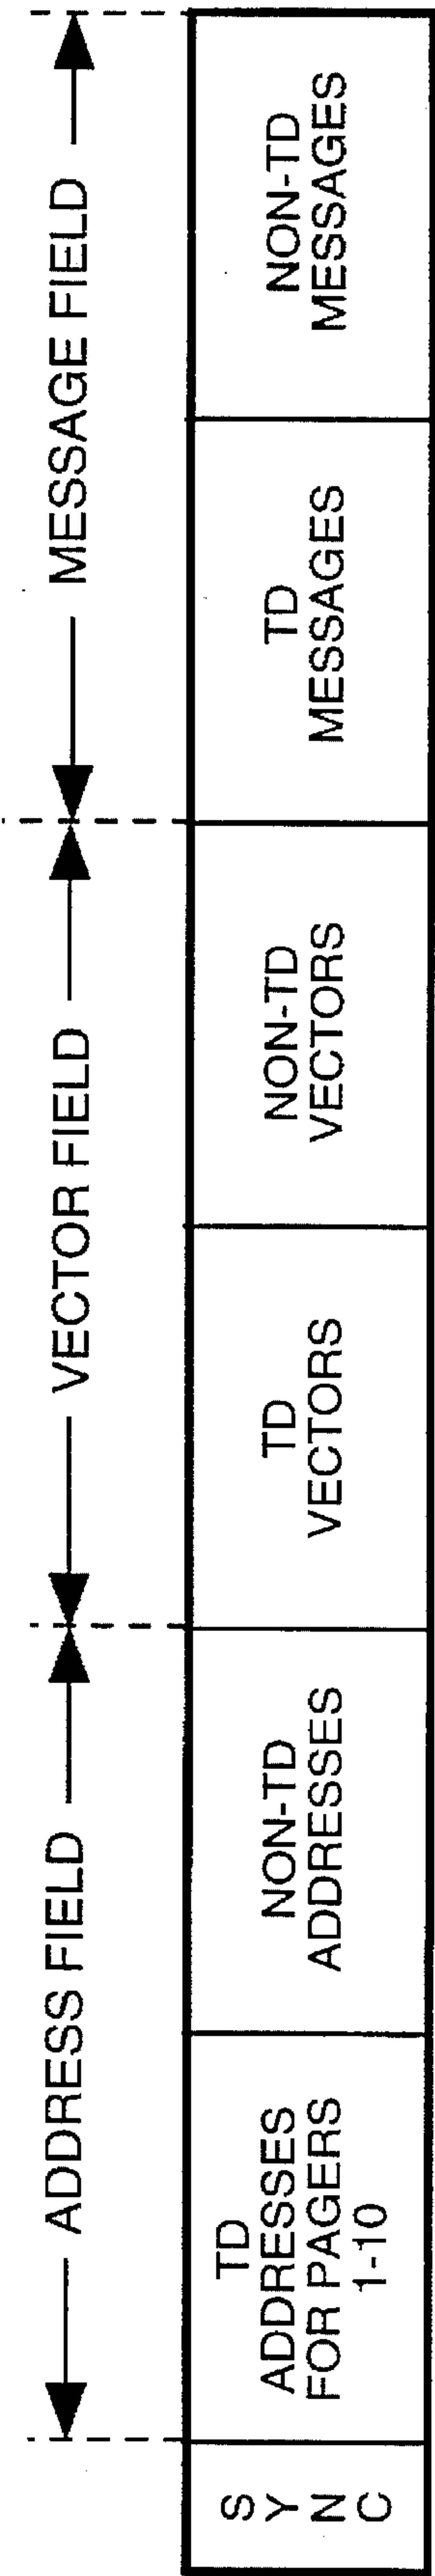 ADDRESS FIELD
VECTOR FIELD
MESSAGE FIELD
S
Y
N
C
TD
ADDRESSES
FOR PAGERS
1-10
NON-TD
ADDRESSES
TD
VECTORS
NON-TD
VECTORS
TD
MESSAGES
NON-TD
MESSAGES